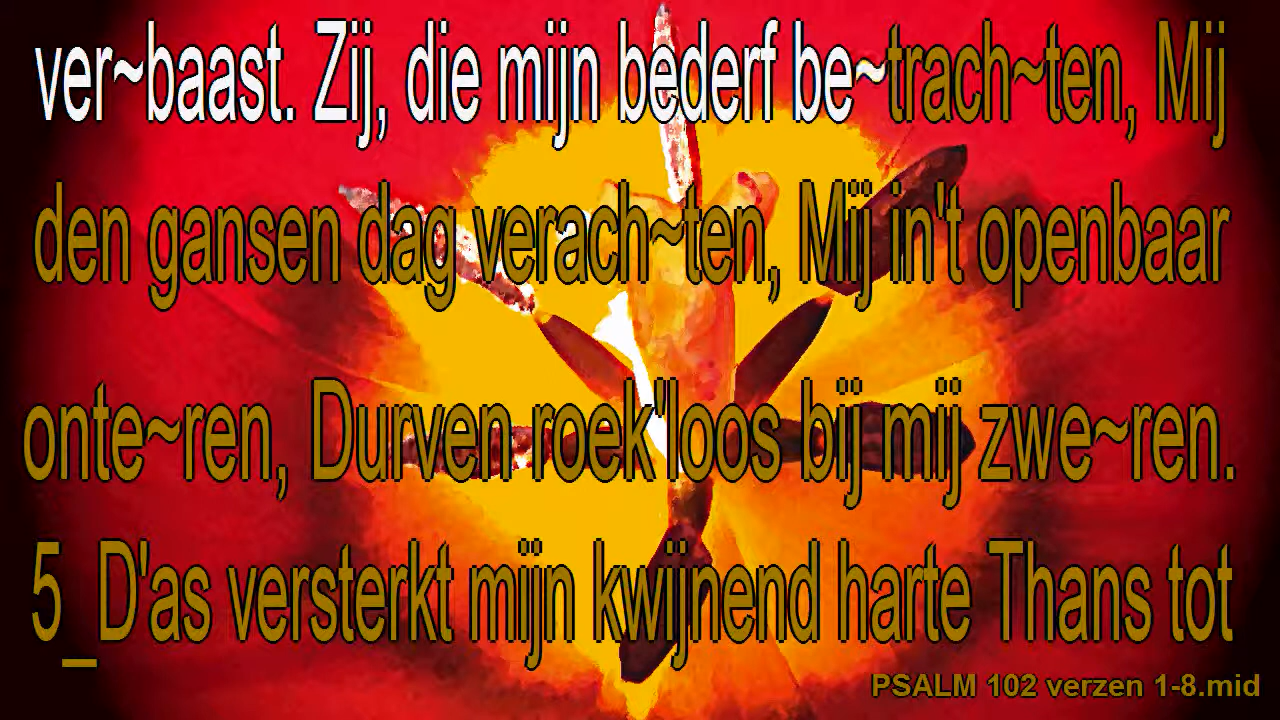 ver~baast. Zij, die mijn bederf be~trach~ten, Mij
den gansen dag verach~ten, Mij in't openbaar
onte~ren, Durven roek'loos bij mij zwe~ren.
5_D'as versterkt mijn kwijnend harte Thans tot
PSALM 102 verzen 1-8.mid